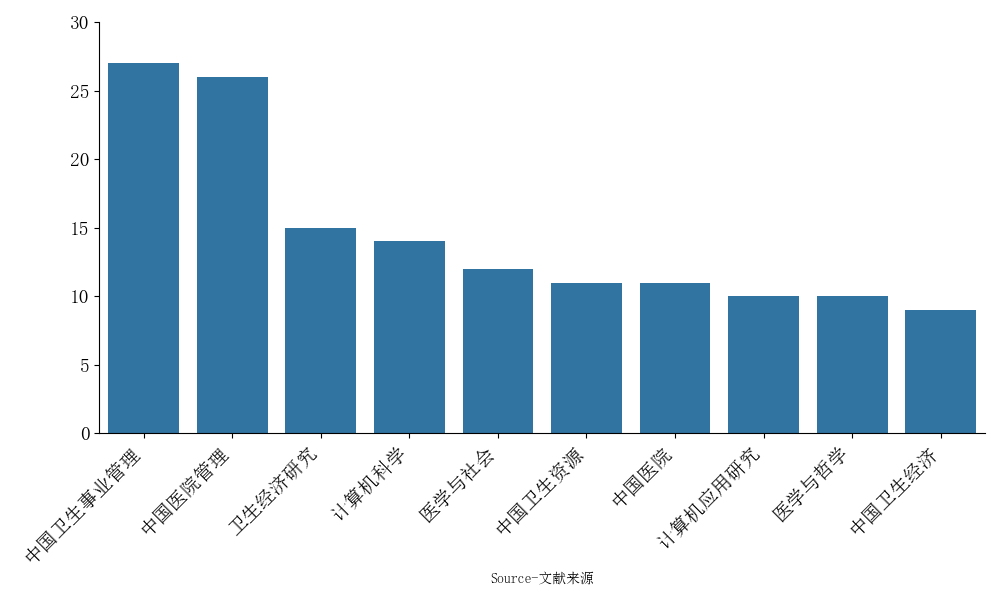 30
25
20
15
10
5
0
中国卫生事业管理
中国医院管理
卫生经济研究
计算机科学
医学与社会
中国卫生资源
中国医院
计算机应用研究
医学与哲学
中国卫生经济
Source-文献来源